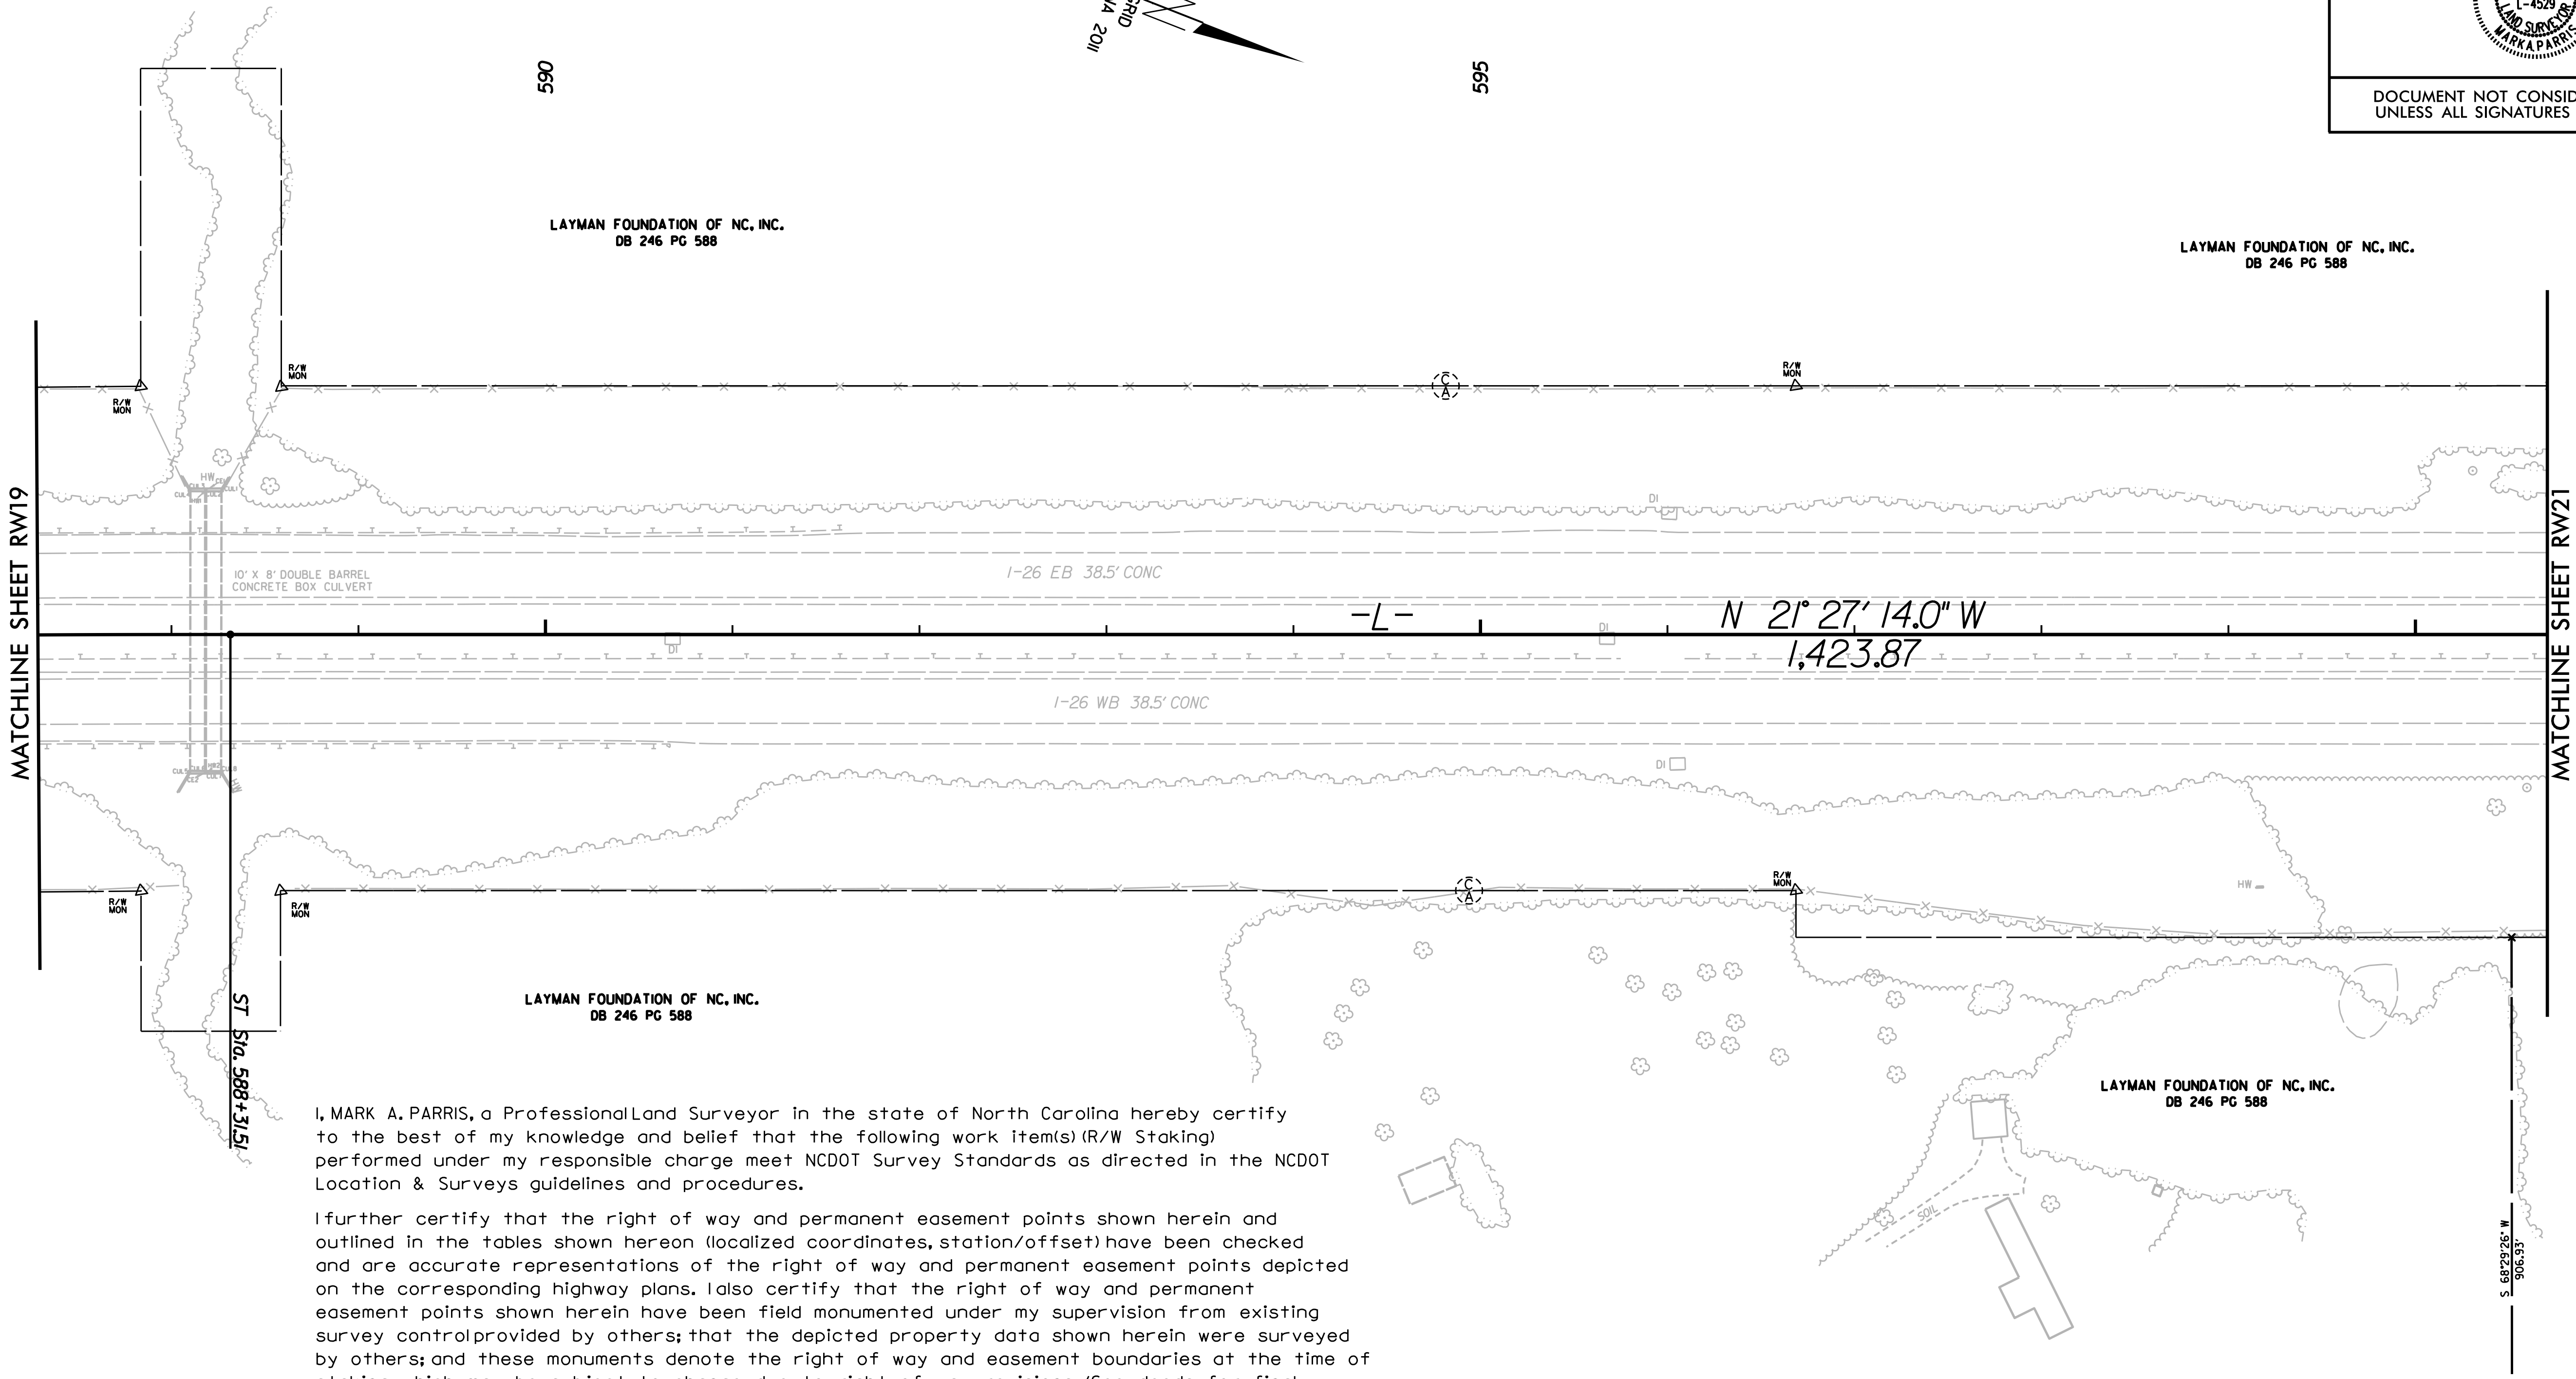 GRID
NA 2011
L-4529
LAND SURVEYOR
MARK A. PARRIS
DOCUMENT NOT CONSID
UNLESS ALL SIGNATURES
590
595
LAYMAN FOUNDATION OF NC, INC.
DB 246 PG 588
LAYMAN FOUNDATION OF NC, INC.
DB 246 PG 588
MATCHLINE SHEET RW19
MATCHLINE SHEET RW21
R/W
MON
R/W
MON
C
A
R/W
MON
HW
DI
10' X 8' DOUBLE BARREL
CONCRETE BOX CULVERT
I-26 EB 38.5' CONC
-L-
N 21° 27' 14.0" W
1,423.87
DI
DI
I-26 WB 38.5' CONC
DI
HW
R/W
MON
R/W
MON
C
A
R/W
MON
HW
ST Sta. 588+31.51
LAYMAN FOUNDATION OF NC, INC.
DB 246 PG 588
LAYMAN FOUNDATION OF NC, INC.
DB 246 PG 588
SOIL
S 68°29'26" W
906.93'
I, MARK A. PARRIS, a Professional Land Surveyor in the state of North Carolina hereby certify
to the best of my knowledge and belief that the following work item(s) (R/W Staking)
performed under my responsible charge meet NCDOT Survey Standards as directed in the NCDOT
Location & Surveys guidelines and procedures.
I further certify that the right of way and permanent easement points shown herein and
outlined in the tables shown hereon (localized coordinates, station/offset) have been checked
and are accurate representations of the right of way and permanent easement points depicted
on the corresponding highway plans. I also certify that the right of way and permanent
easement points shown herein have been field monumented under my supervision from existing
survey control provided by others; that the depicted property data shown herein were surveyed
by others; and these monuments denote the right of way and easement boundaries at the time of